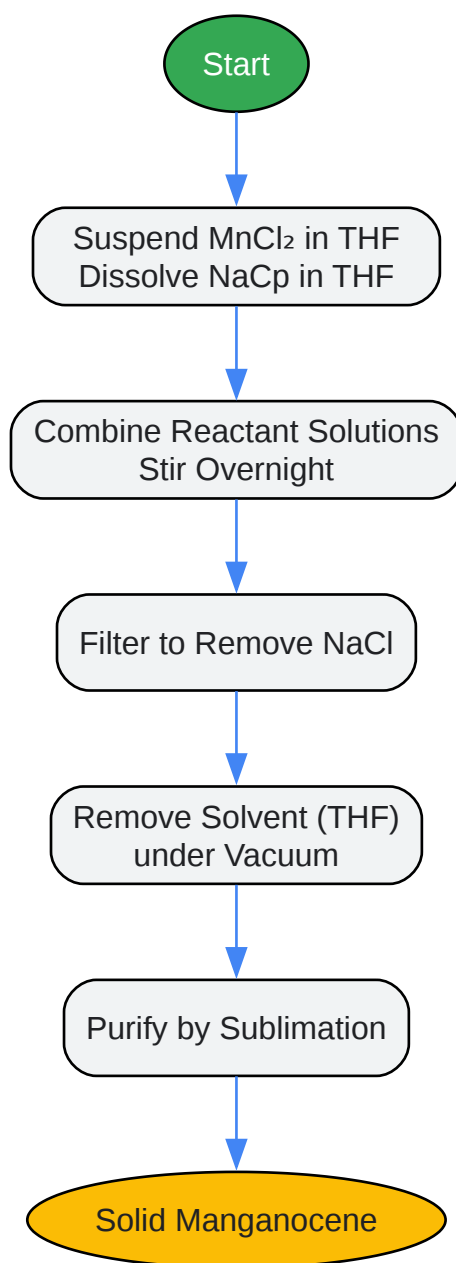 Start
Suspend MnCl₂ in THF
Dissolve NaCp in THF
Combine Reactant Solutions
Stir Overnight
Filter to Remove NaCl
Remove Solvent (THF)
under Vacuum
Purify by Sublimation
Solid Manganocene